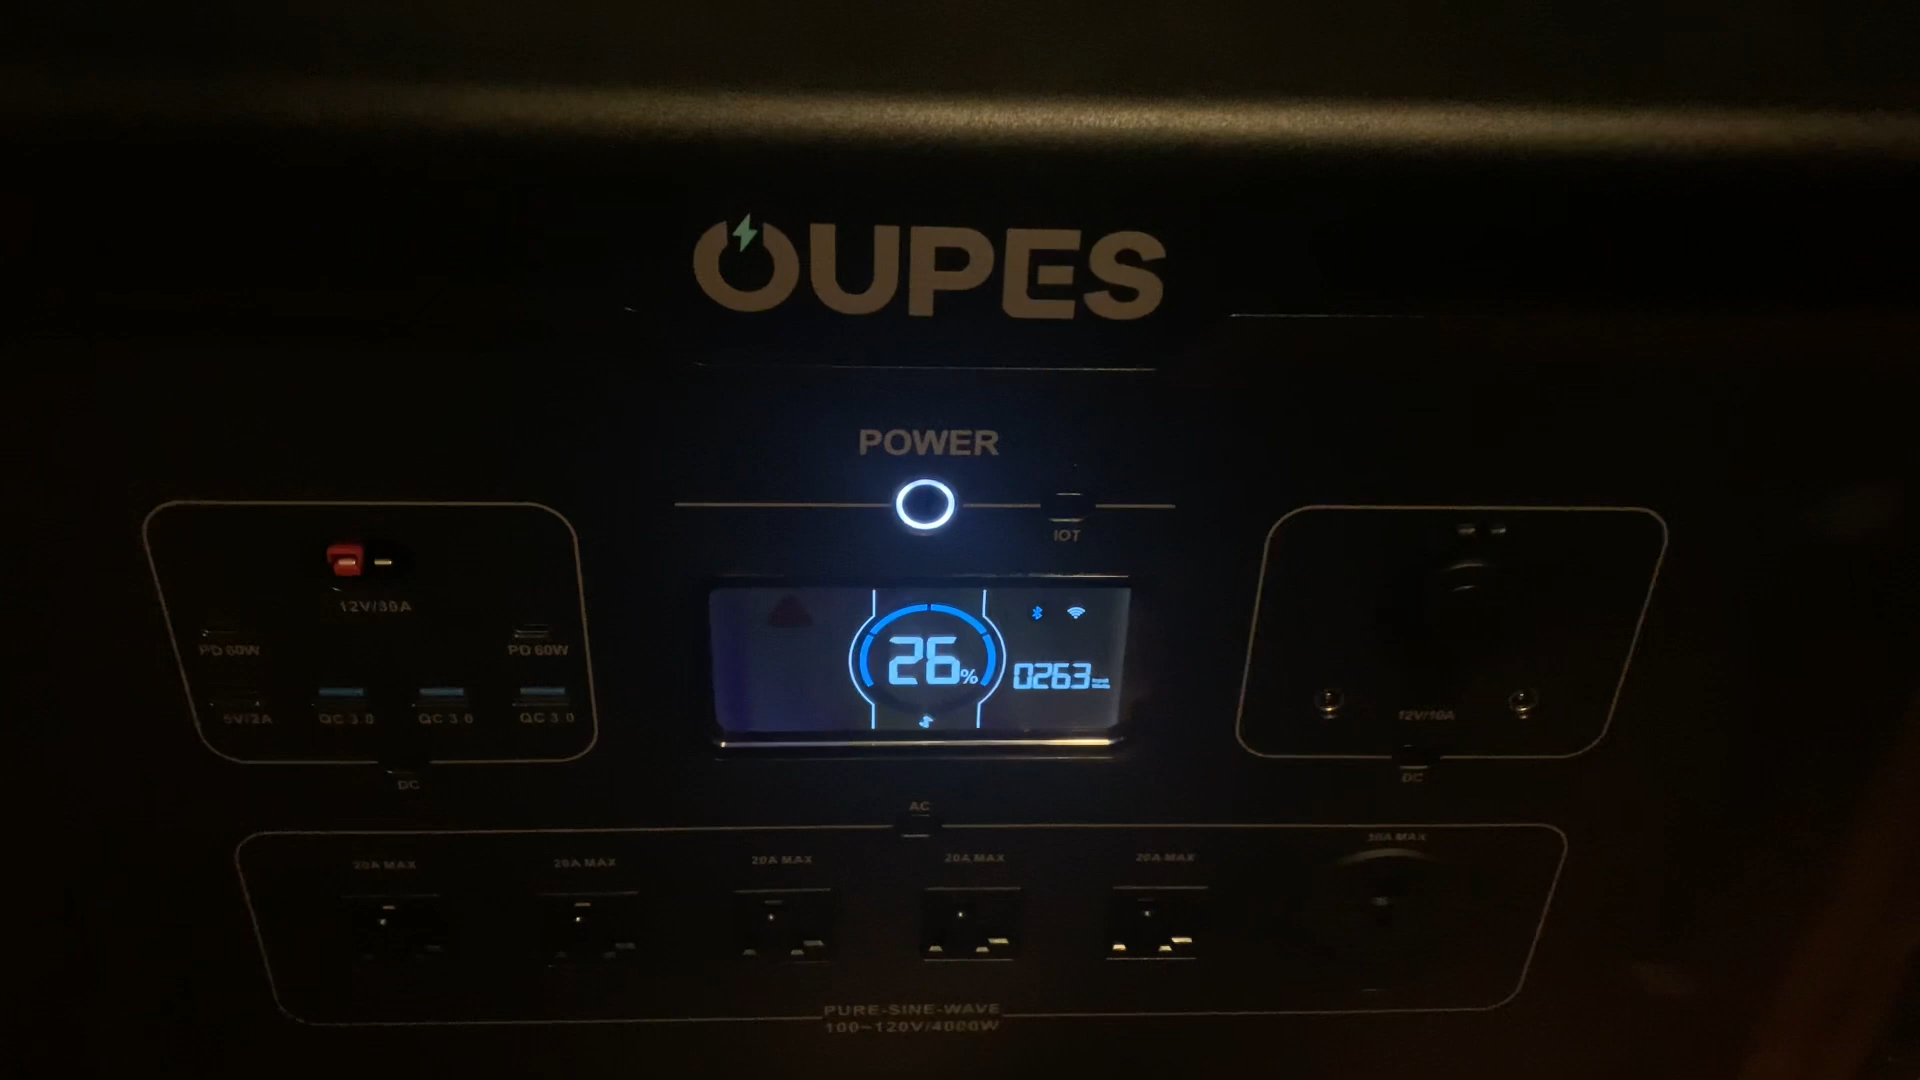 OUPES
POWER
IOT
12V/30A
PD 60W
PD 60W
5V/2A
QC 3.0
QC 3.0
QC 3.0
DC
26%
0263
12V/10A
DC
AC
20A MAX
20A MAX
20A MAX
20A MAX
20A MAX
30A MAX
PURE-SINE-WAVE
100~120V/4000W